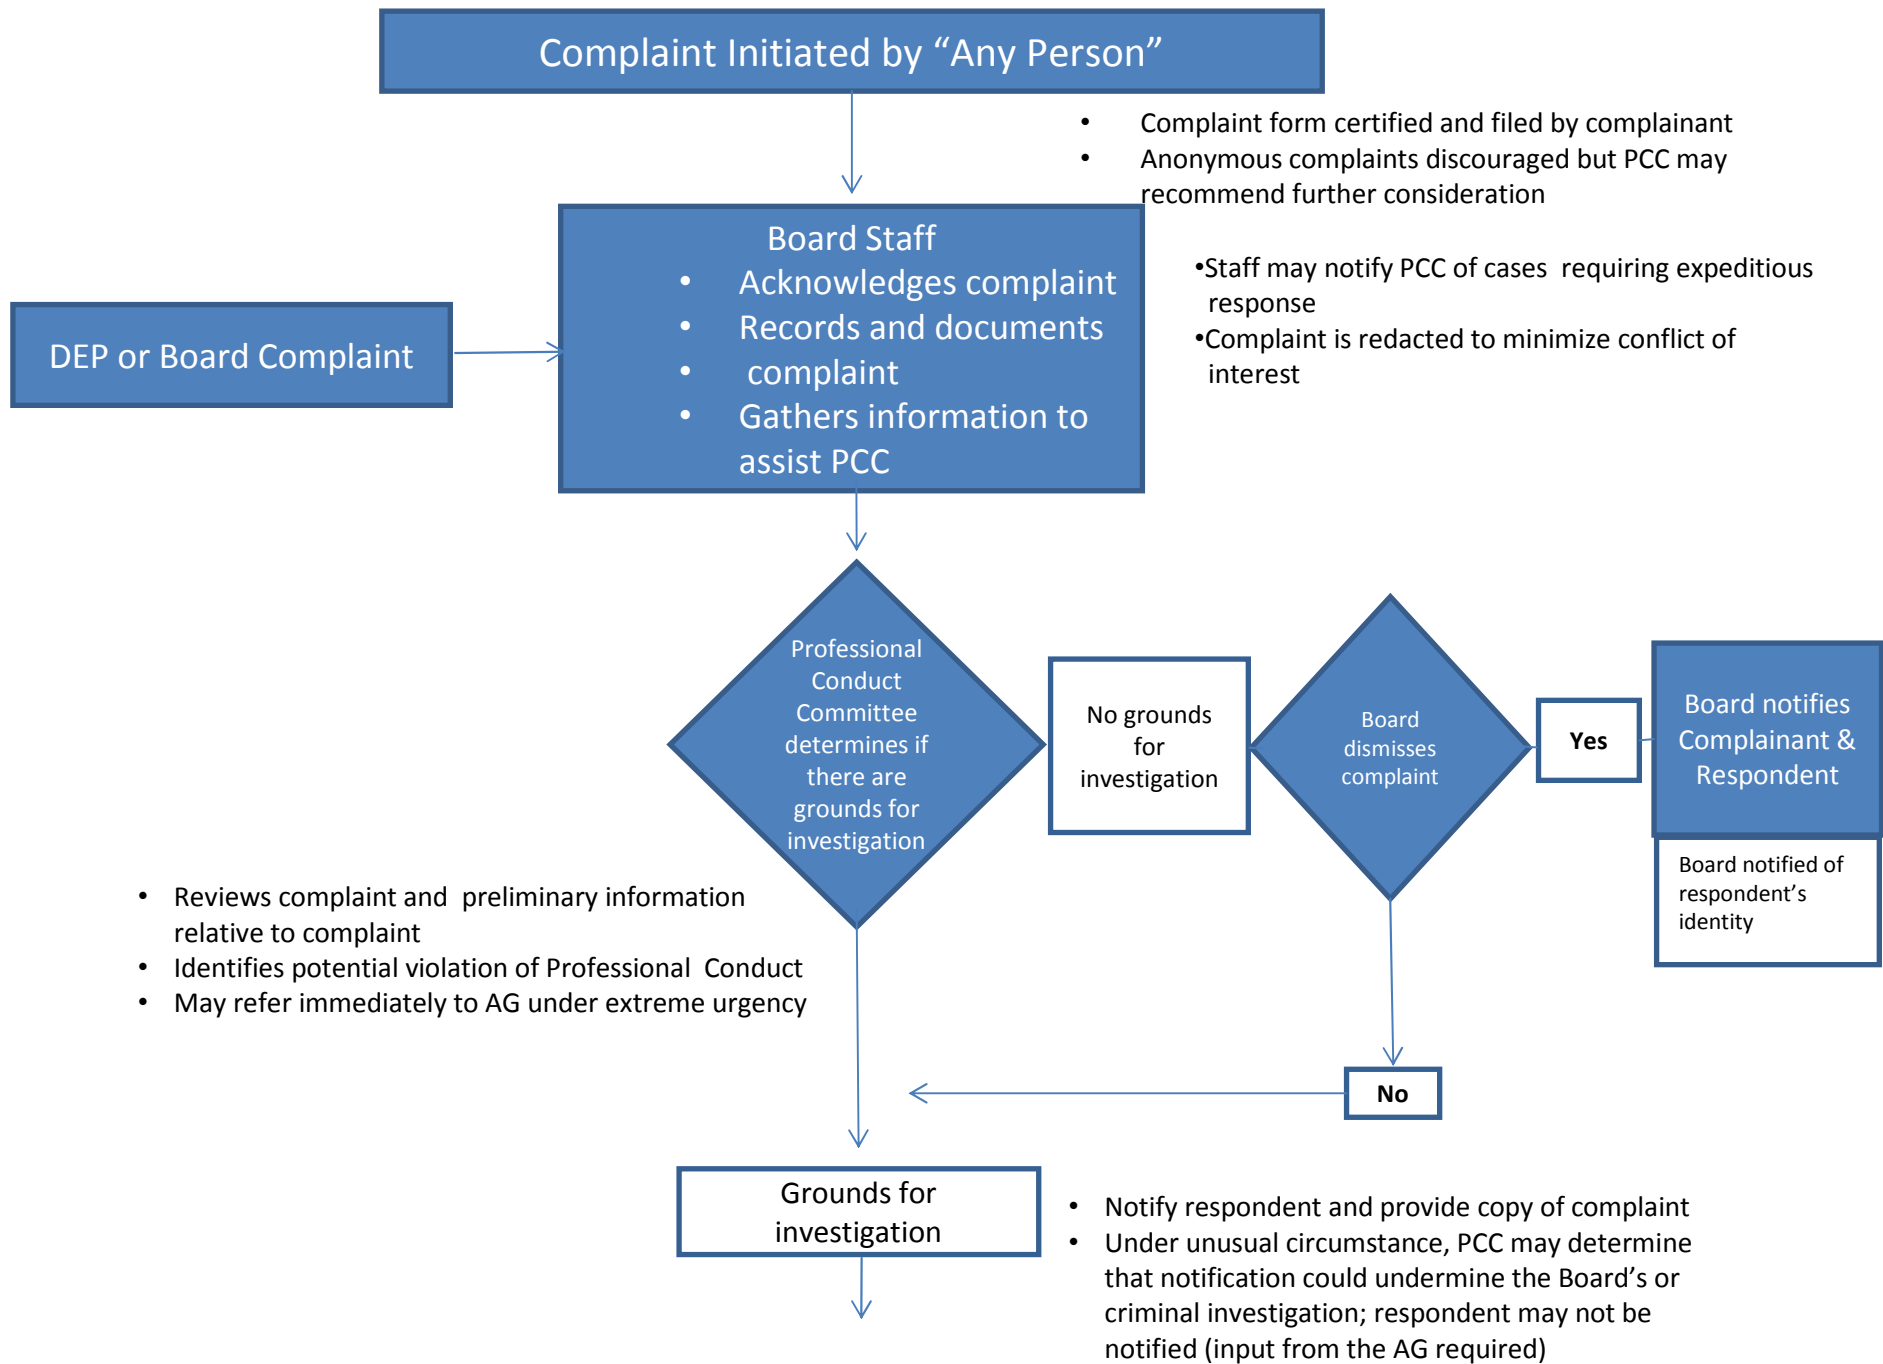 Complaint Initiated by “Any Person”
• Complaint form certified and filed by complainant
• Anonymous complaints discouraged but PCC may
recommend further consideration
Board Staff
• Acknowledges complaint
• Records and documents
• complaint
• Gathers information to
assist PCC
•Staff may notify PCC of cases requiring expeditious
response
•Complaint is redacted to minimize conflict of
interest
DEP or Board Complaint
Professional
Conduct
Committee
determines if
there are
grounds for
investigation
No grounds
for
investigation
Board
dismisses
complaint
Yes
Board notifies
Complainant &
Respondent
Board notified of
respondent’s
identity
• Reviews complaint and preliminary information
relative to complaint
• Identifies potential violation of Professional Conduct
• May refer immediately to AG under extreme urgency
No
Grounds for
investigation
• Notify respondent and provide copy of complaint
• Under unusual circumstance, PCC may determine
that notification could undermine the Board’s or
criminal investigation; respondent may not be
notified (input from the AG required)